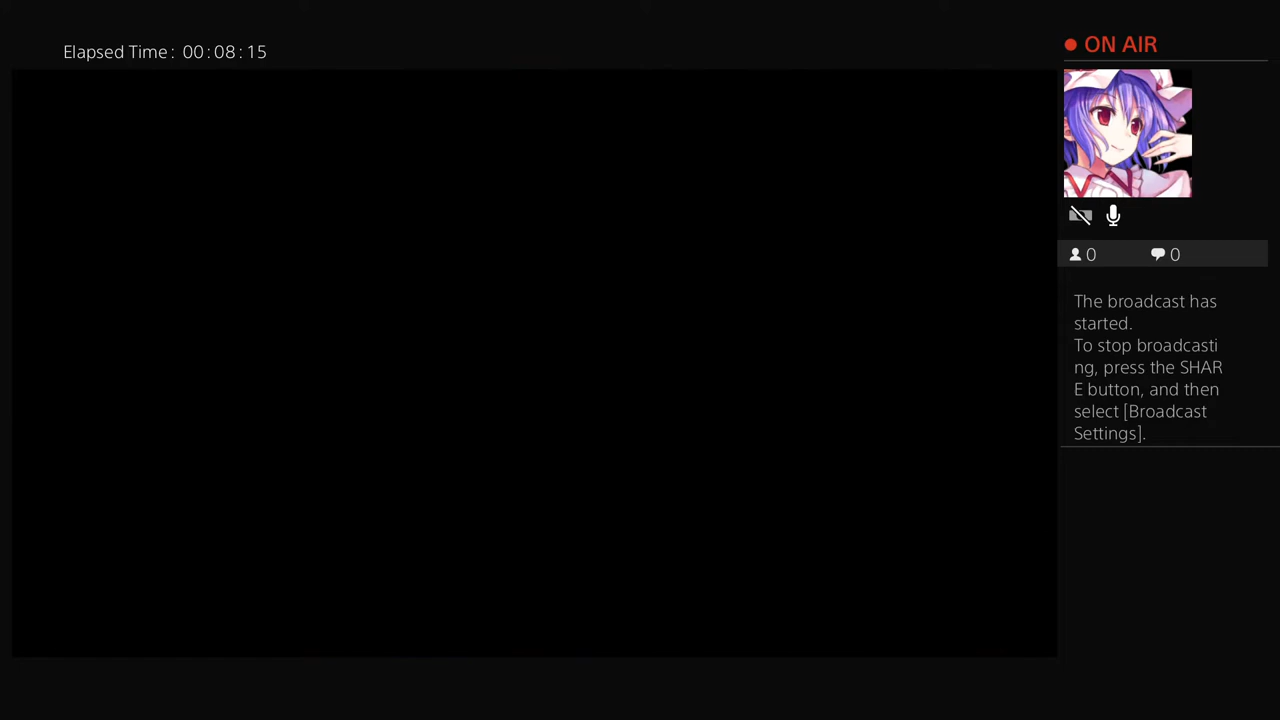 Elapsed Time: 00:08:15
ON AIR
0 0
The broadcast has
started.
To stop broadcasti
ng, press the SHAR
E button, and then
select [Broadcast
Settings].